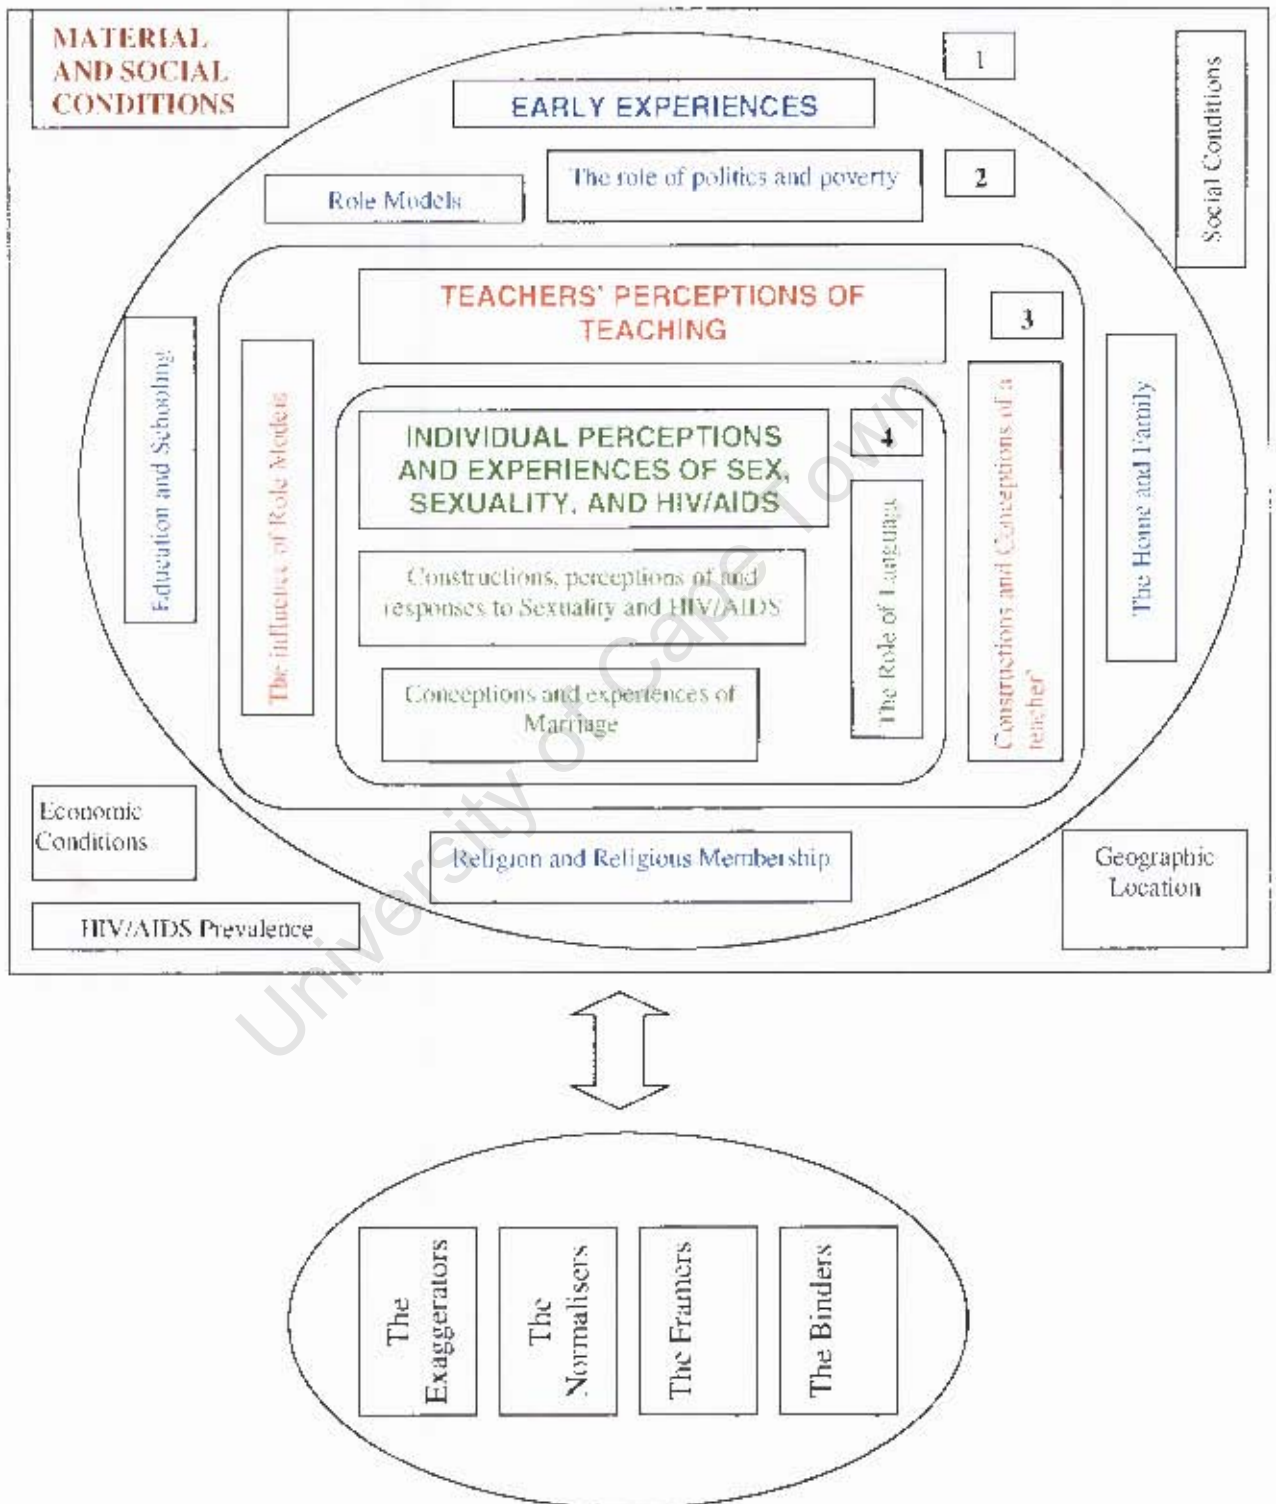 MATERIAL
AND SOCIAL
CONDITIONS
1
Social Conditions
EARLY EXPERIENCES
Role Models
The role of politics and poverty
2
TEACHERS' PERCEPTIONS OF
TEACHING
3
Education and Schooling
The influence of Role Models
INDIVIDUAL PERCEPTIONS
AND EXPERIENCES OF SEX,
SEXUALITY, AND HIV/AIDS
4
Constructions, perceptions of and
responses to Sexuality and HIV/AIDS
Conceptions and experiences of
Marriage
The Role of Language
Constructions and Conceptions of a
teacher'
The Home and Family
Economic
Conditions
HIV/AIDS Prevalence
Religion and Religious Membership
Geographic
Location
The
Exaggerators
The
Normalisers
The Framers
The Binders
University of Cape Town